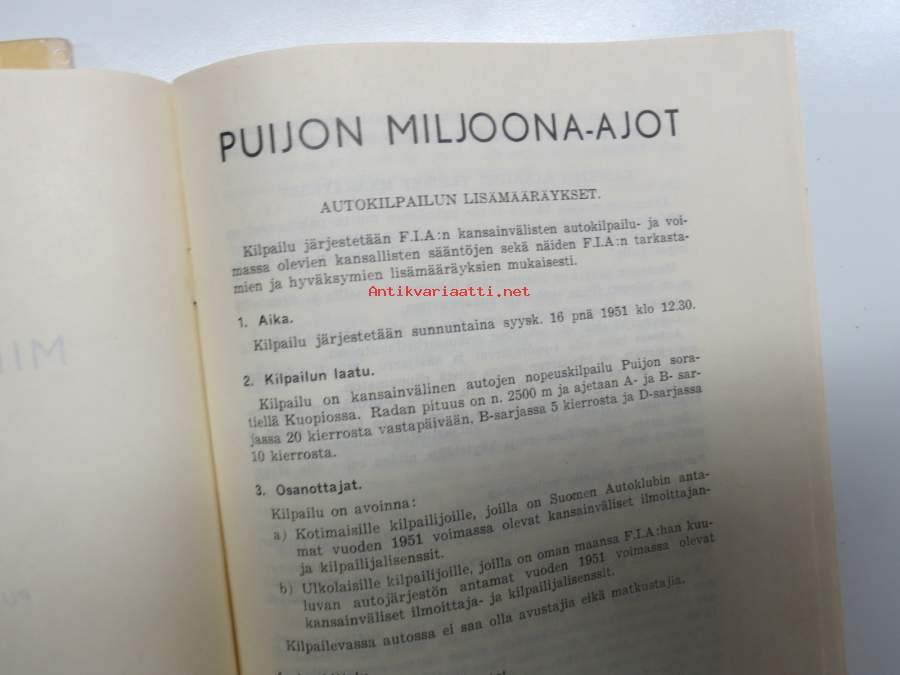 PUIJON MILJOONA-AJOT
AUTOKILPAILUN LISÄMÄÄRÄYKSET.
Kilpailu järjestetään F.I.A:n kansainvälisten autokilpailu- ja voi-
massa olevien kansallisten sääntöjen sekä näiden F.I.A:n tarkasta-
mien ja hyväksymien lisämääräyksien mukaisesti.
Antikvariaatti.net
1. Aika.
Kilpailu järjestetään sunnuntaina syysk. 16 pnä 1951 klo 12.30.
2. Kilpailun laatu.
Kilpailu on kansainvälinen autojen nopeuskilpailu Puijon sora-
tiellä Kuopiossa. Radan pituus on n. 2500 m ja ajetaan A- ja B- sar-
jassa 20 kierrosta vastapäivään, B-sarjassa 5 kierrosta ja D-sarjassa
10 kierrosta.
3. Osanottajat.
Kilpailu on avoinna:
a) Kotimaisille kilpailijoille, joilla on Suomen Autoklubin anta-
mat vuoden 1951 voimassa olevat kansainväliset ilmoittajan-
ja kilpailijalisenssit.
b) Ulkolaisille kilpailijoille, joilla on oman maansa F.I.A:han kuu-
luvan autojärjestön antamat vuoden 1951 voimassa olevat
kansainväliset ilmoittaja- ja kilpailijalisenssit.
Kilpailevassa autossa ei saa olla avustajia eikä matkustajia.